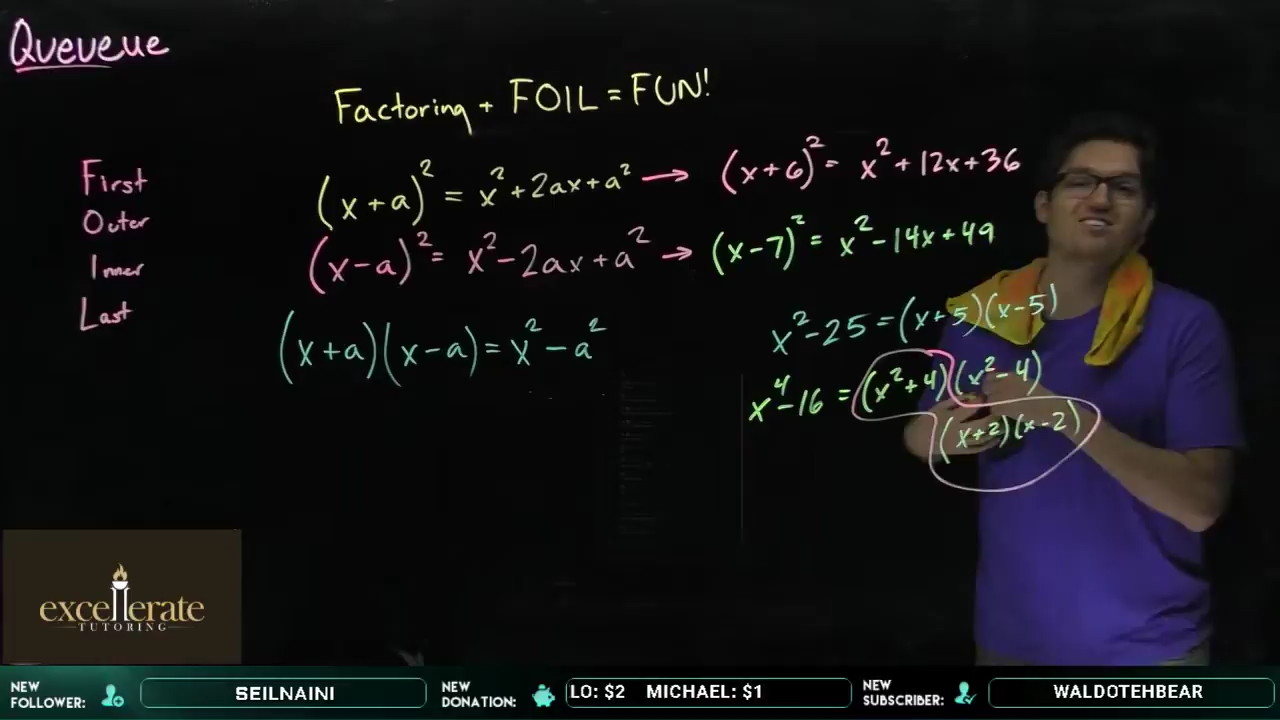 Queueue
Factoring + FOIL = FUN!
First
Outer
Inner
Last
(x+a)² = x²+2ax+a² → (x+6)² = x²+12x+36
(x-a)² = x²-2ax+a² → (x-7)² = x²-14x+49
(x+a)(x-a)=x²-a²
x²-25=(x+5)(x-5)
x⁴-16 = (x²+4)(x²-4)
(x+2)(x-2)
excellerate
TUTORING
NEW FOLLOWER: SEILNAINI
NEW DONATION: LO: $2 MICHAEL: $1
NEW SUBSCRIBER: WALDOTEHBEAR